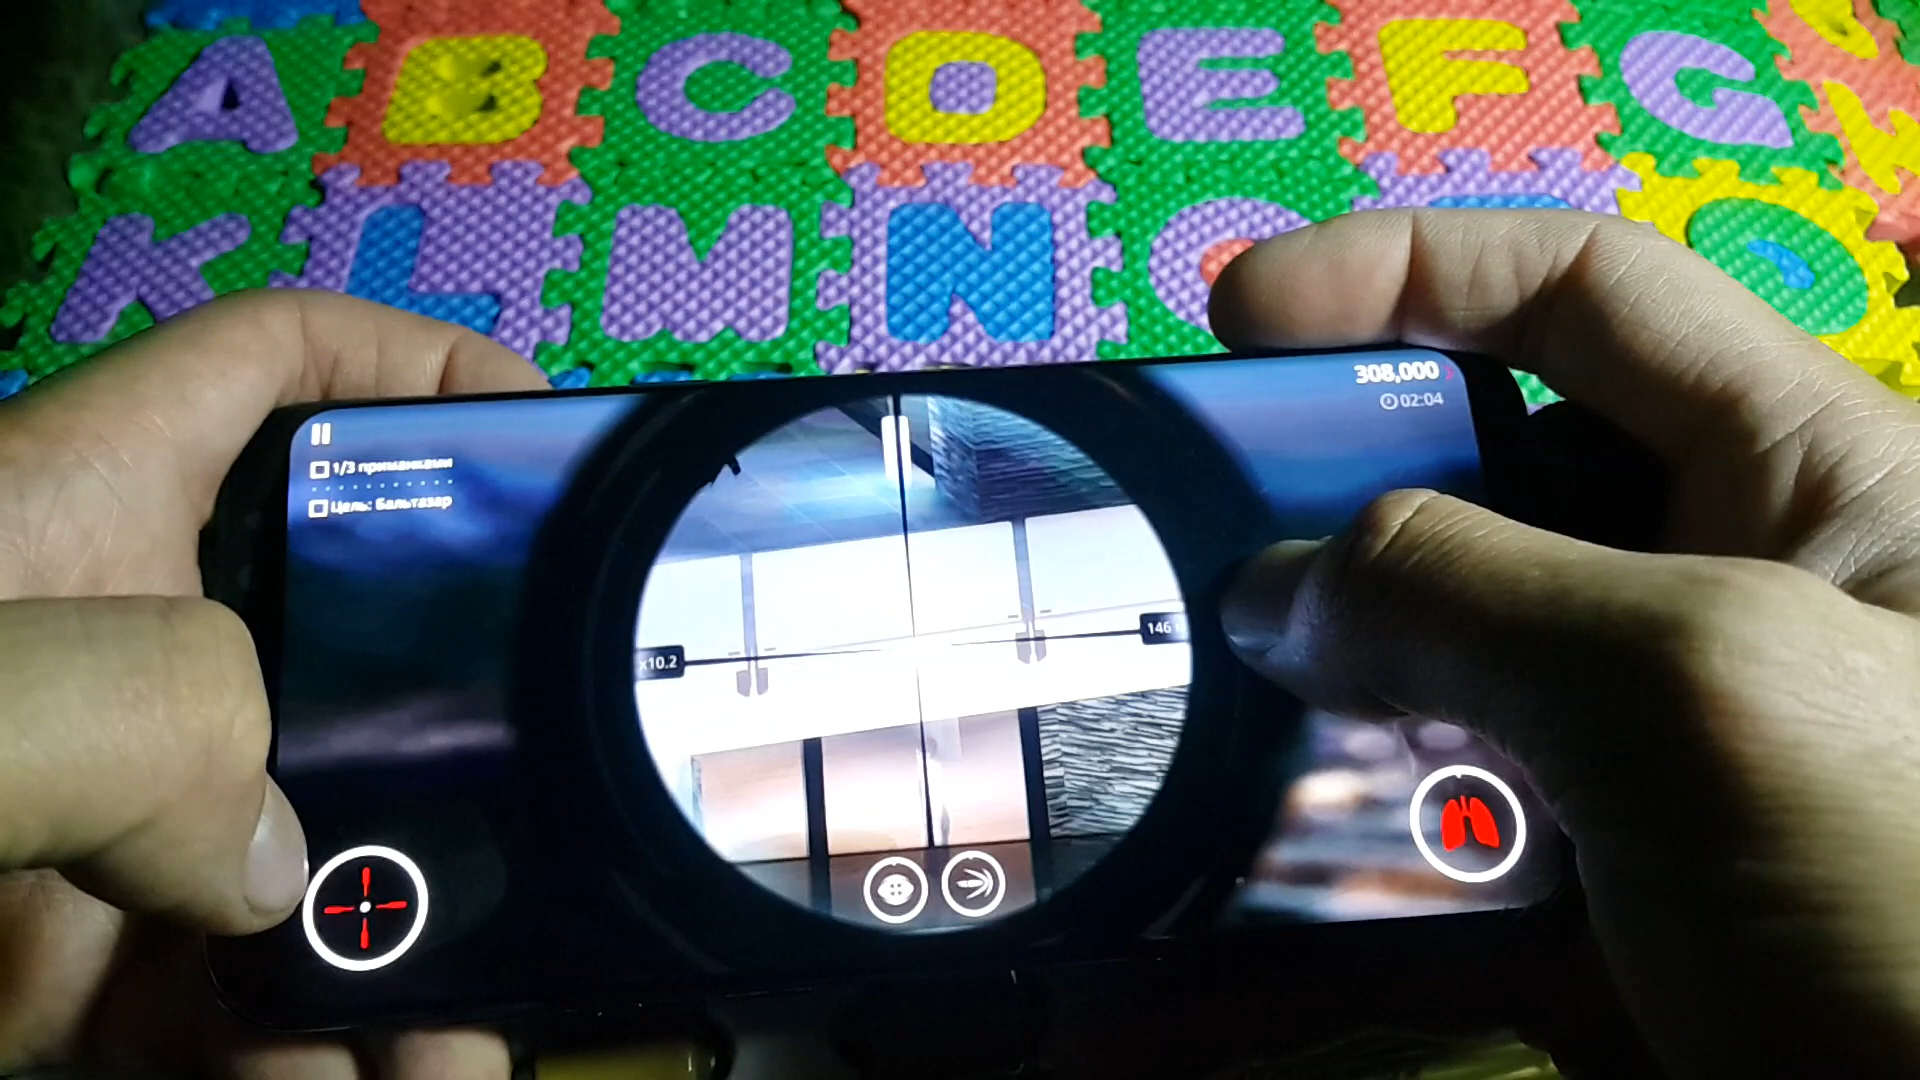 A B C D E F G H
K L M N
308,000
02:04
1/3 приманками
Цель: Бальтазар
x10.2
146